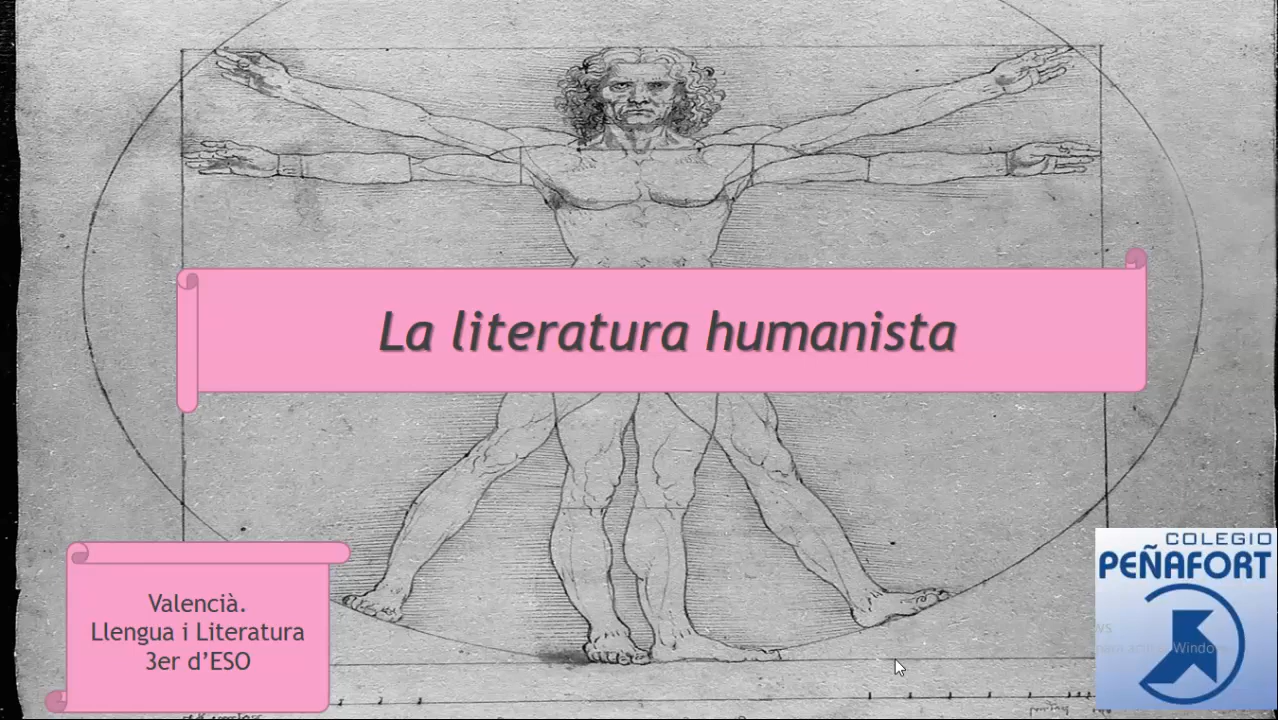 La literatura humanista
Valencià.
Llengua i Literatura
3er d’ESO
COLEGIO
PEÑAFORT